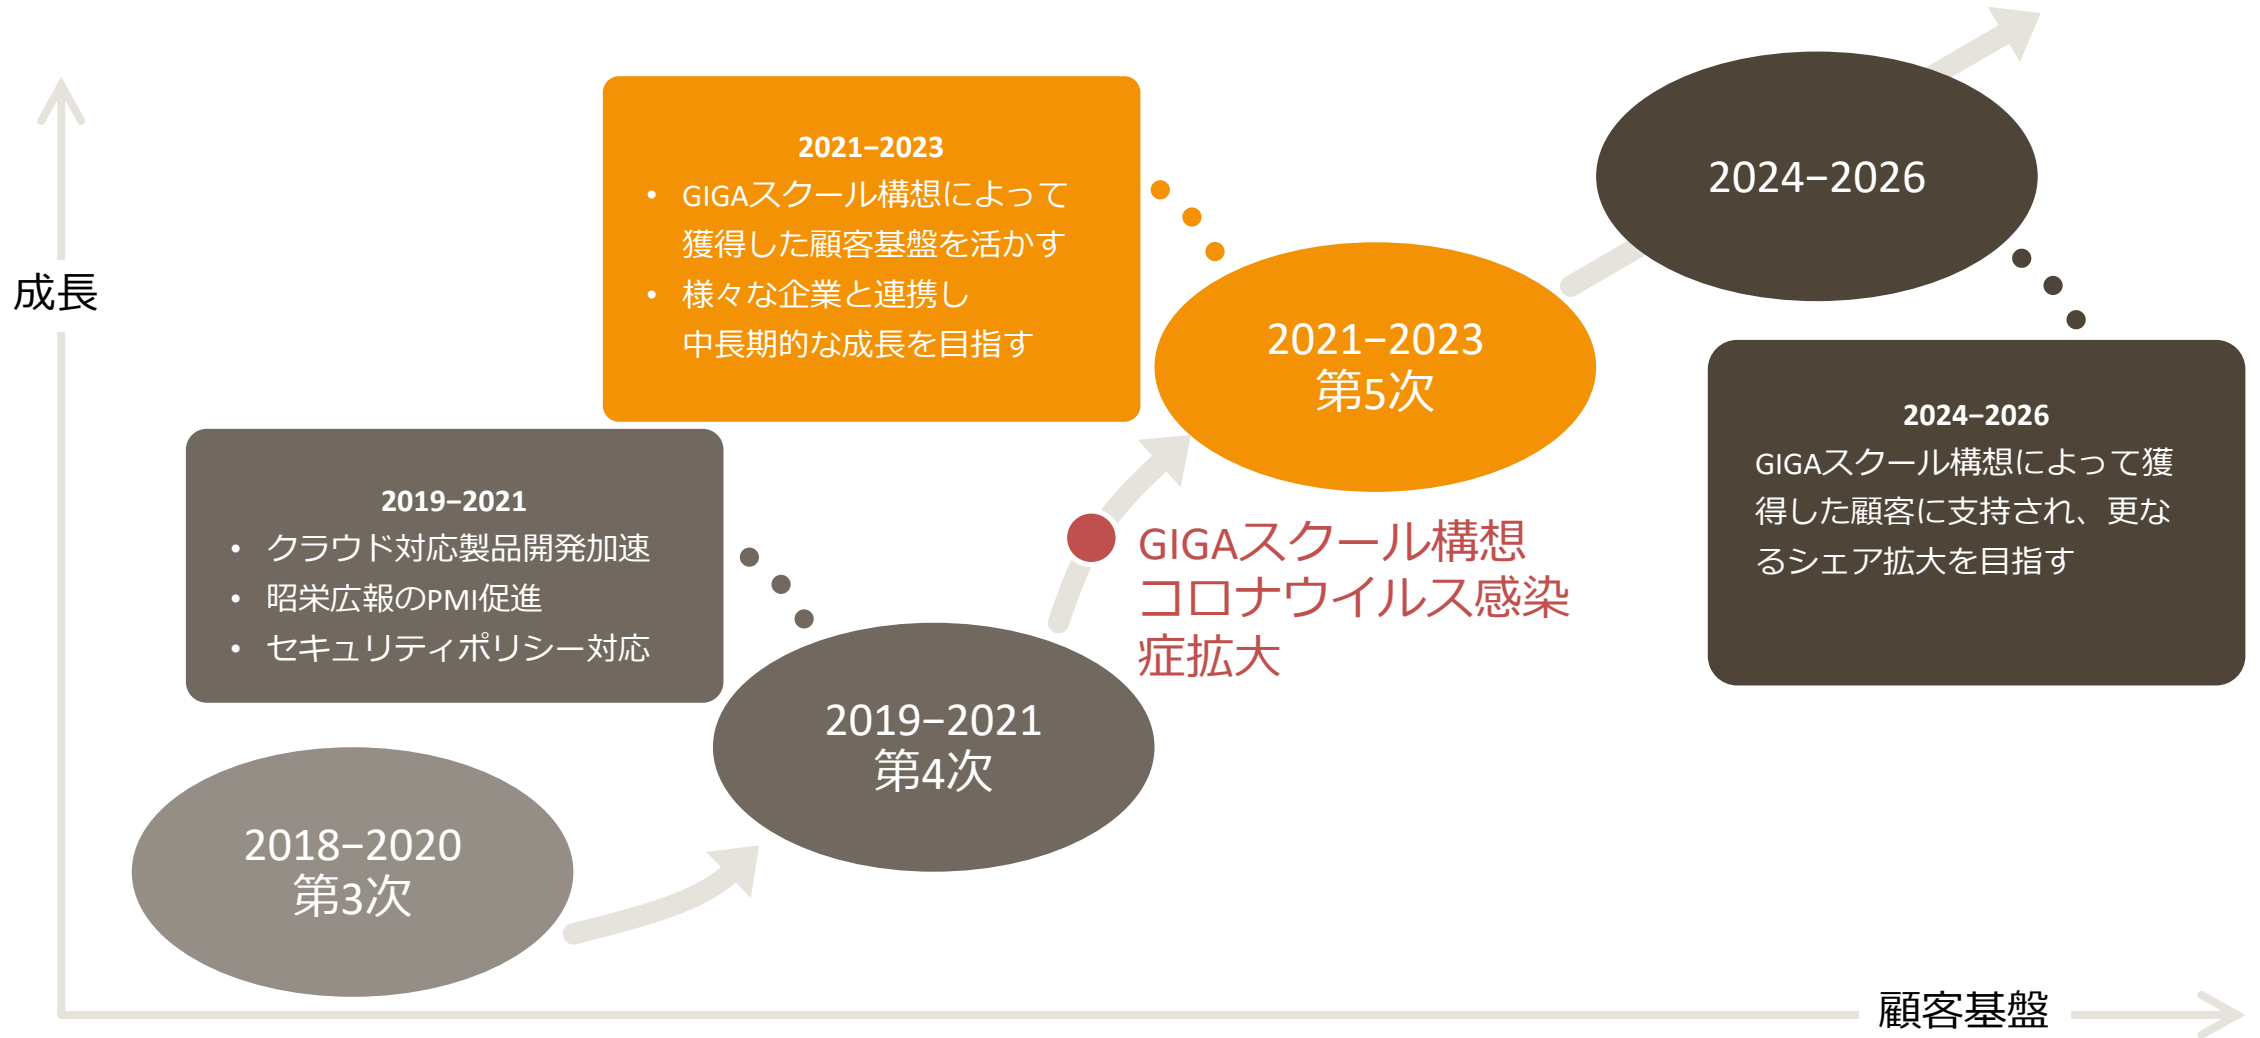 成長
2021–2023
• GIGAスクール構想によって
獲得した顧客基盤を活かす
• 様々な企業と連携し
中長期的な成長を目指す
2024–2026
2021–2023
第5次
2024–2026
GIGAスクール構想によって獲
得した顧客に支持され、更な
るシェア拡大を目指す
2019–2021
• クラウド対応製品開発加速
• 昭栄広報のPMI促進
• セキュリティポリシー対応
GIGAスクール構想
コロナウイルス感染
症拡大
2019–2021
第4次
2018–2020
第3次
顧客基盤